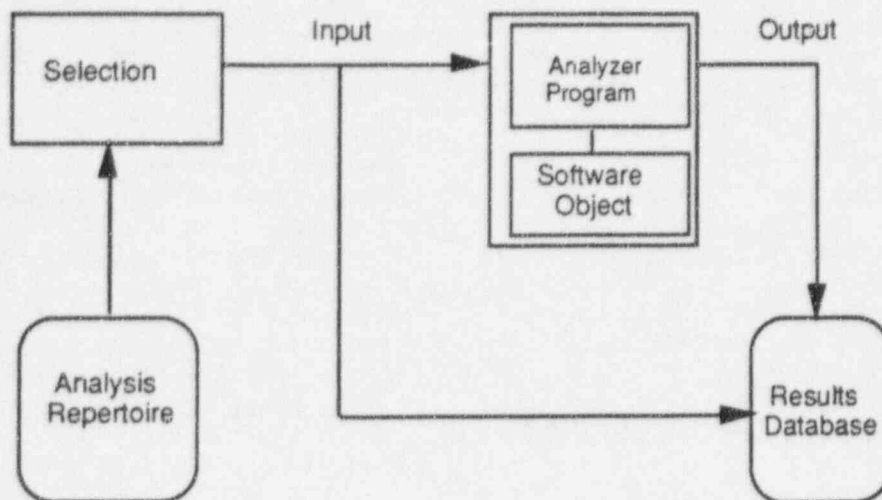 Input
Output
Selection
Analyzer
Program
Software
Object
Analysis
Repertoire
Results
Database